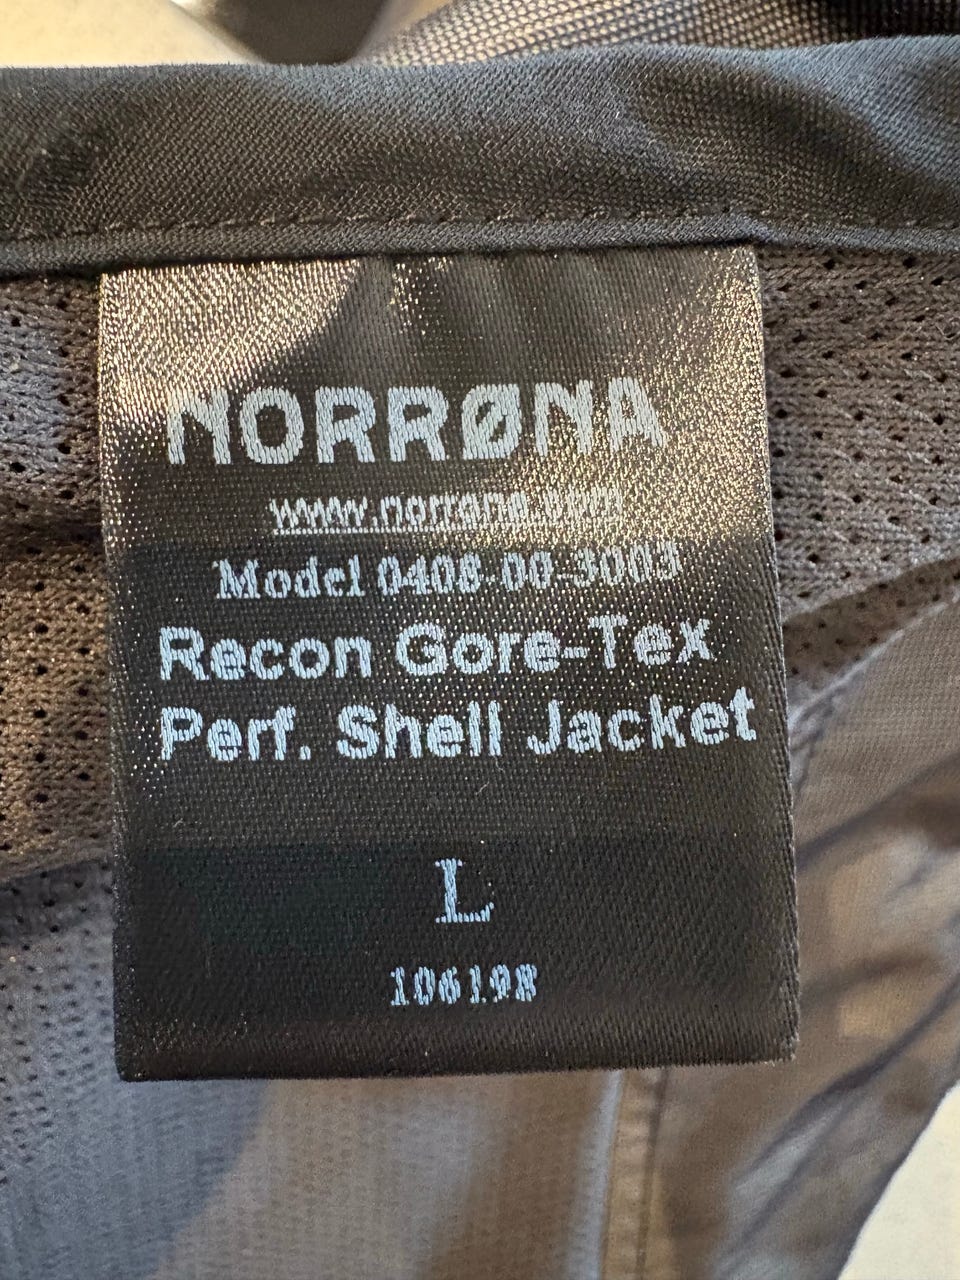 NORRØNA
www.norrona.com
Model 0408-00-3003
Recon Gore-Tex
Perf. Shell Jacket
L
106198